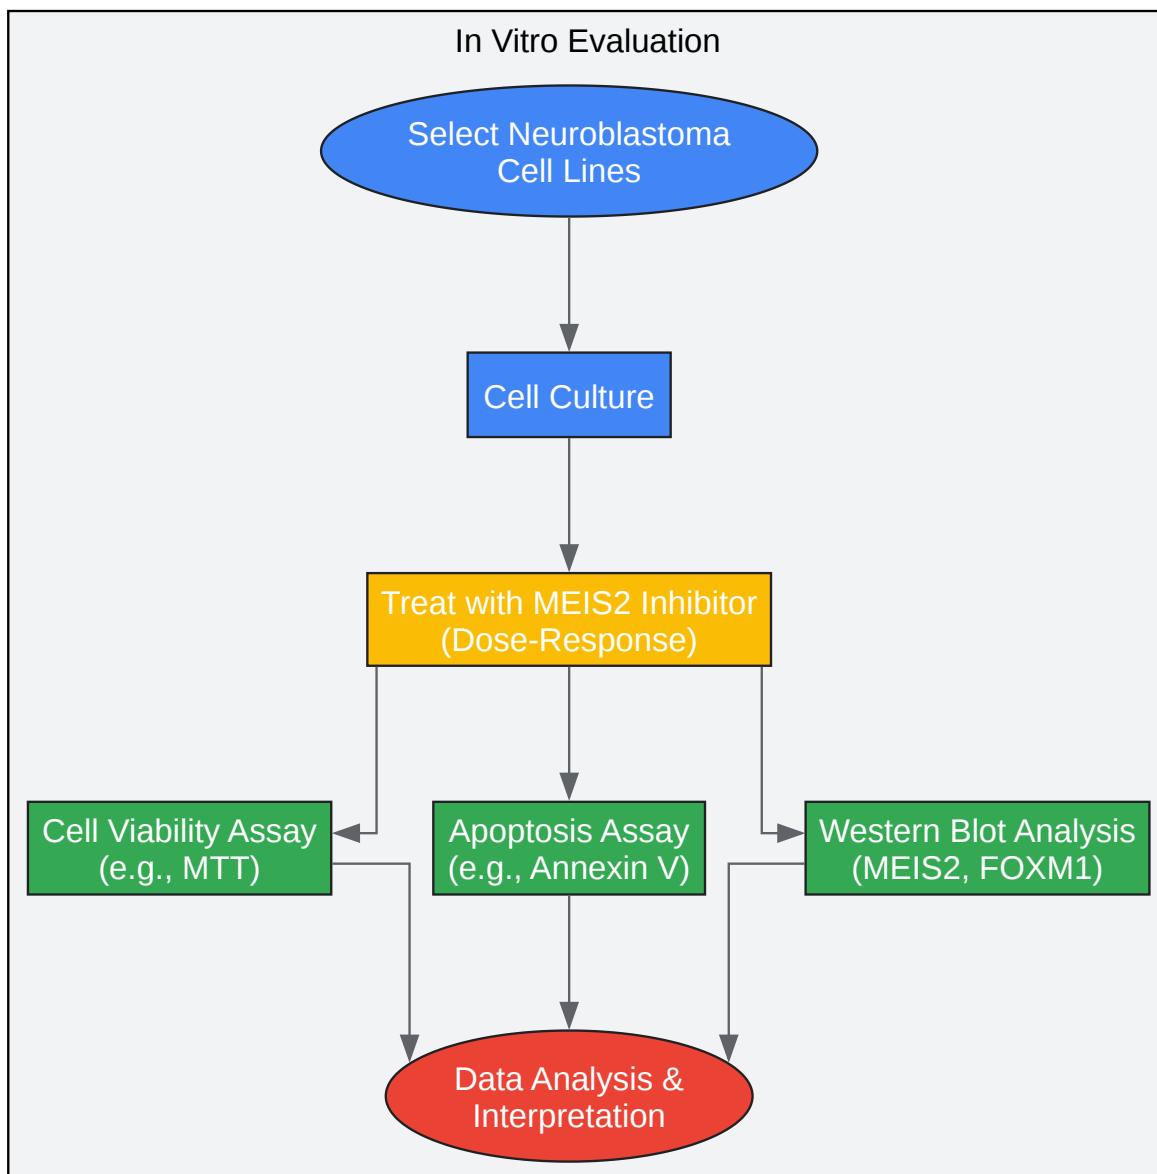 In Vitro Evaluation
Select Neuroblastoma
Cell Lines
Cell Culture
Treat with MEIS2 Inhibitor
(Dose-Response)
Cell Viability Assay
(e.g., MTT)
Apoptosis Assay
(e.g., Annexin V)
Western Blot Analysis
(MEIS2, FOXM1)
Data Analysis &
Interpretation